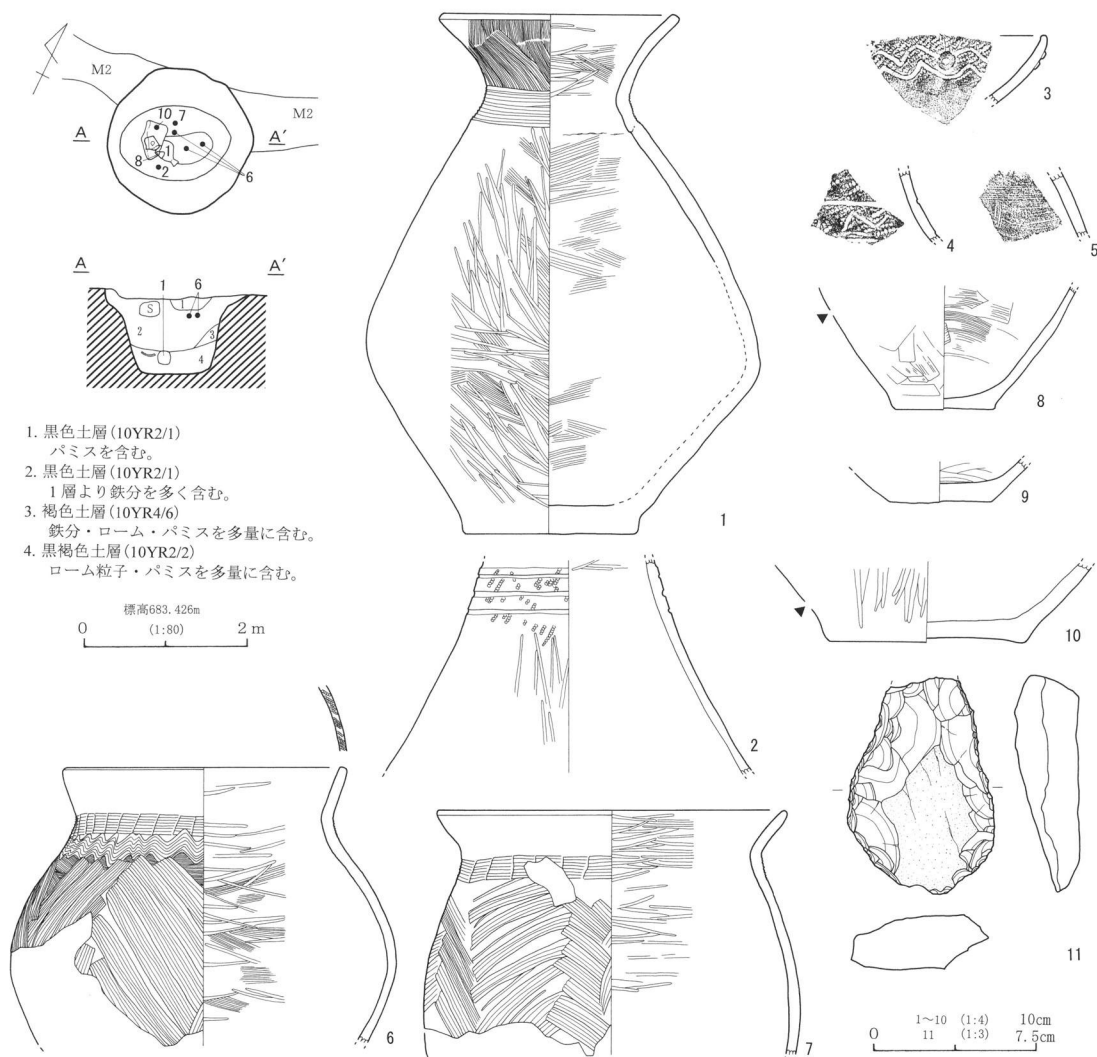 M2
M2
10
7
A
A′
1
8
2
6
A
1
6
A′
S
1
2
3
4
1. 黒色土層(10YR2/1)
パミスを含む。
2. 黒色土層(10YR2/1)
1層より鉄分を多く含む。
3. 褐色土層(10YR4/6)
鉄分・ローム・パミスを多量に含む。
4. 黒褐色土層(10YR2/2)
ローム粒子・パミスを多量に含む。
標高683.426m
0 (1:80) 2 m
1
2
3
4
5
6
7
8
9
10
11
1~10 (1:4) 10cm
0 11 (1:3) 7.5cm